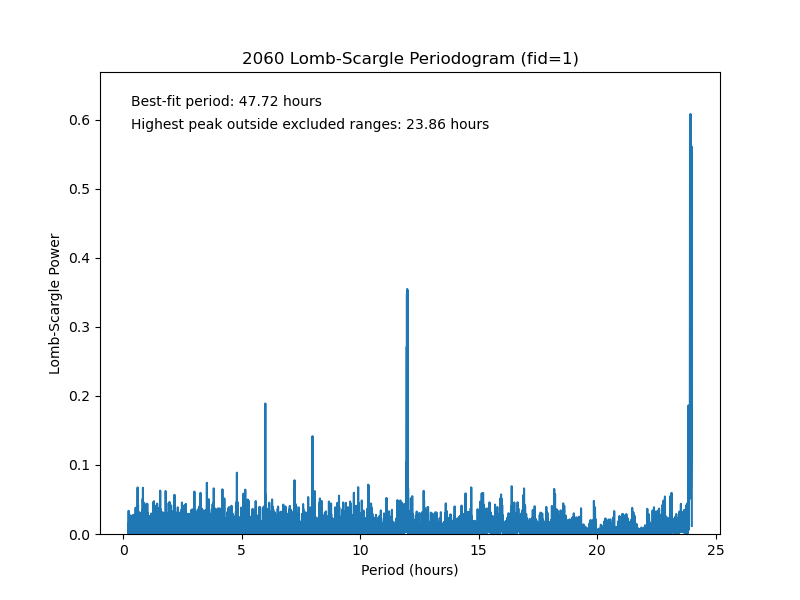 2060 Lomb-Scargle Periodogram (fid=1)
Best-fit period: 47.72 hours
Highest peak outside excluded ranges: 23.86 hours
Lomb-Scargle Power
0.6
0.5
0.4
0.3
0.2
0.1
0.0
0 5 10 15 20 25
Period (hours)